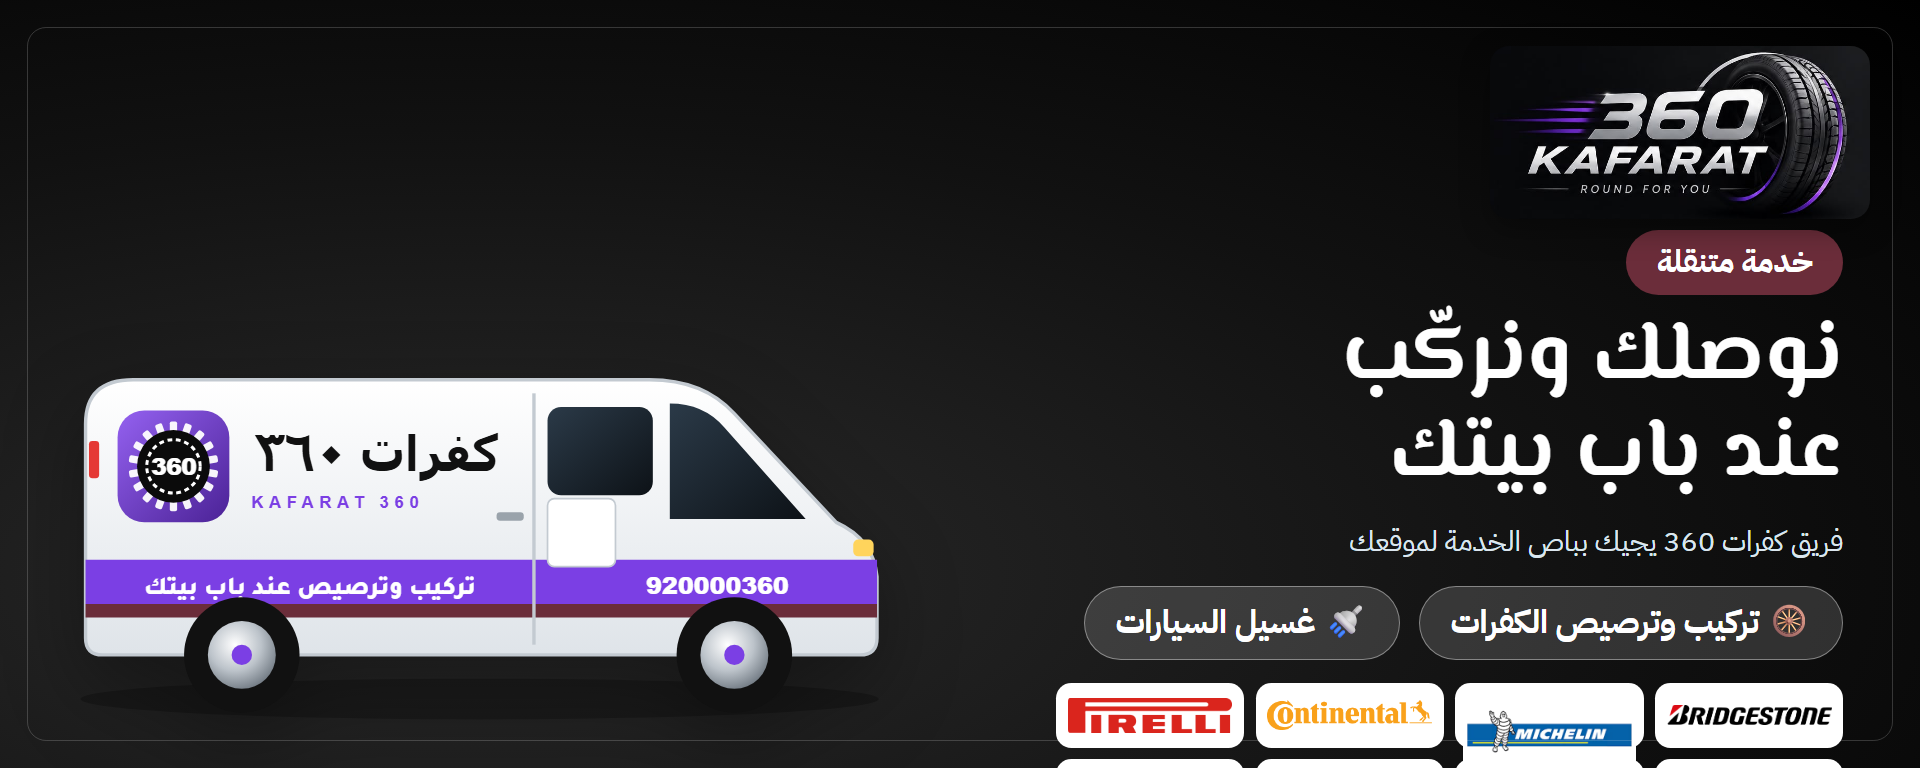 360
KAFARAT
ROUND FOR YOU
خدمة متنقلة
نوصلك ونركّب
عند باب بيتك
فريق كفرات 360 يجيك بباص الخدمة لموقعك
تركيب وترصيص الكفرات
غسيل السيارات
BRIDGESTONE
MICHELIN
Continental
PIRELLI
360
كفرات ٣٦٠
KAFARAT 360
تركيب وترصيص عند باب بيتك
920000360